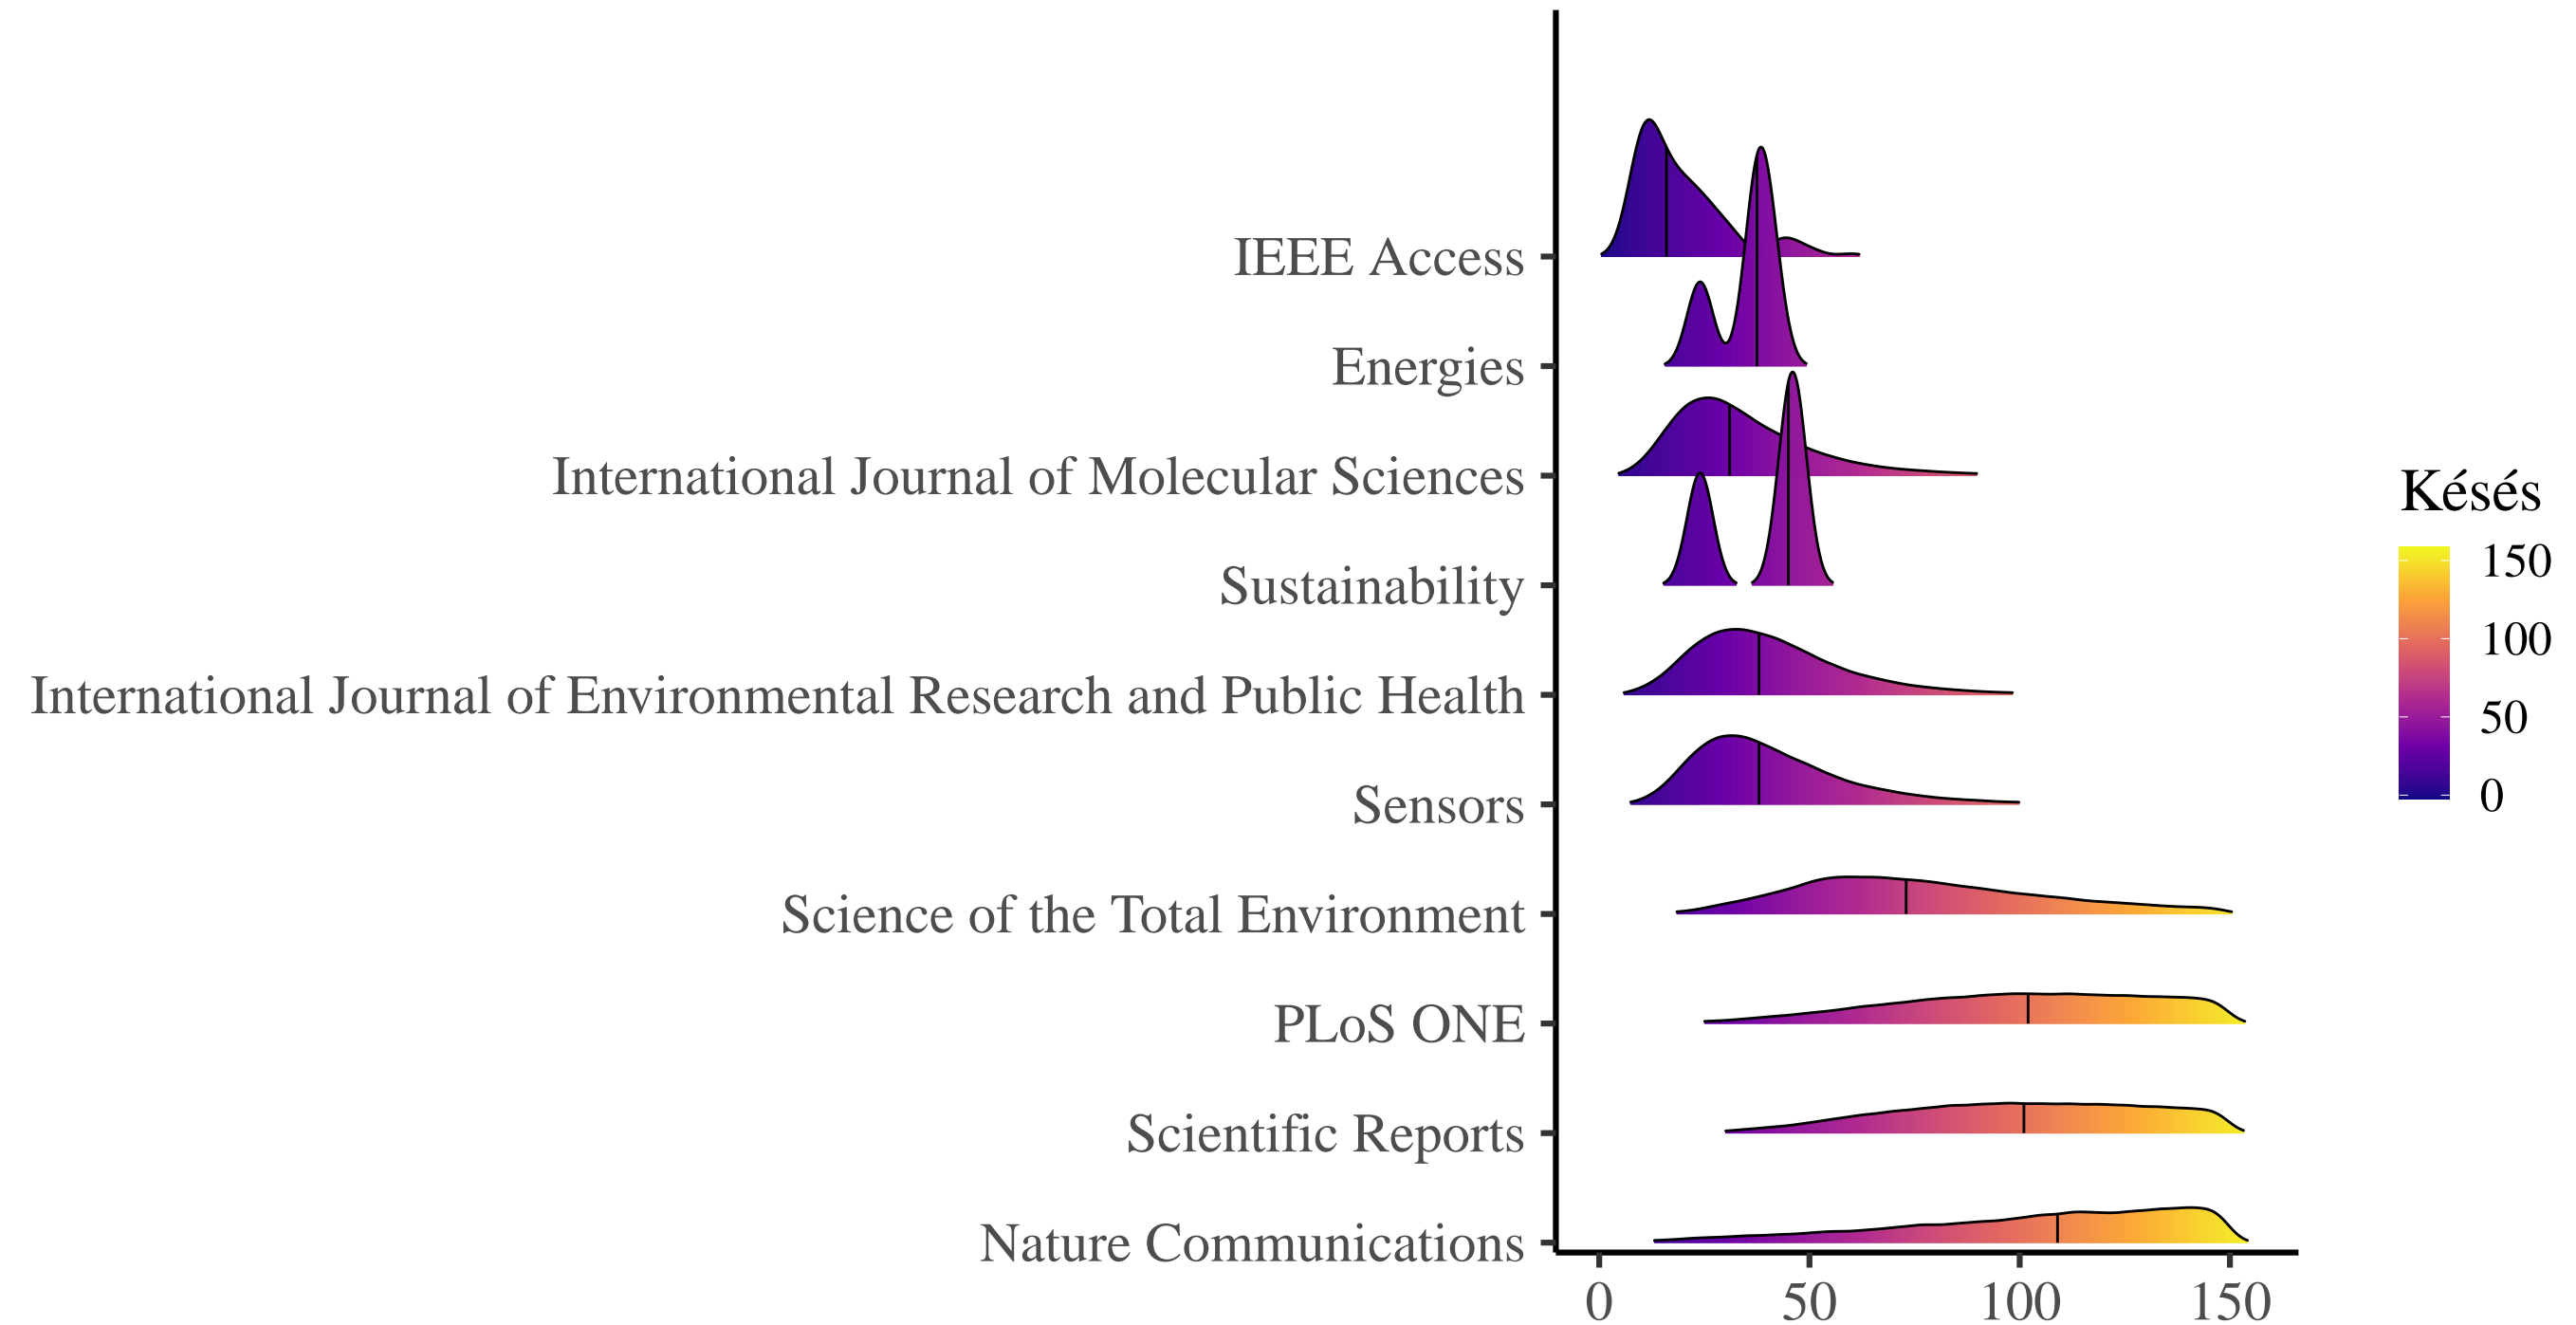 IEEE Access
Energies
International Journal of Molecular Sciences
Sustainability
International Journal of Environmental Research and Public Health
Sensors
Science of the Total Environment
PLoS ONE
Scientific Reports
Nature Communications
0 50 100 150
Késés
150
100
50
0